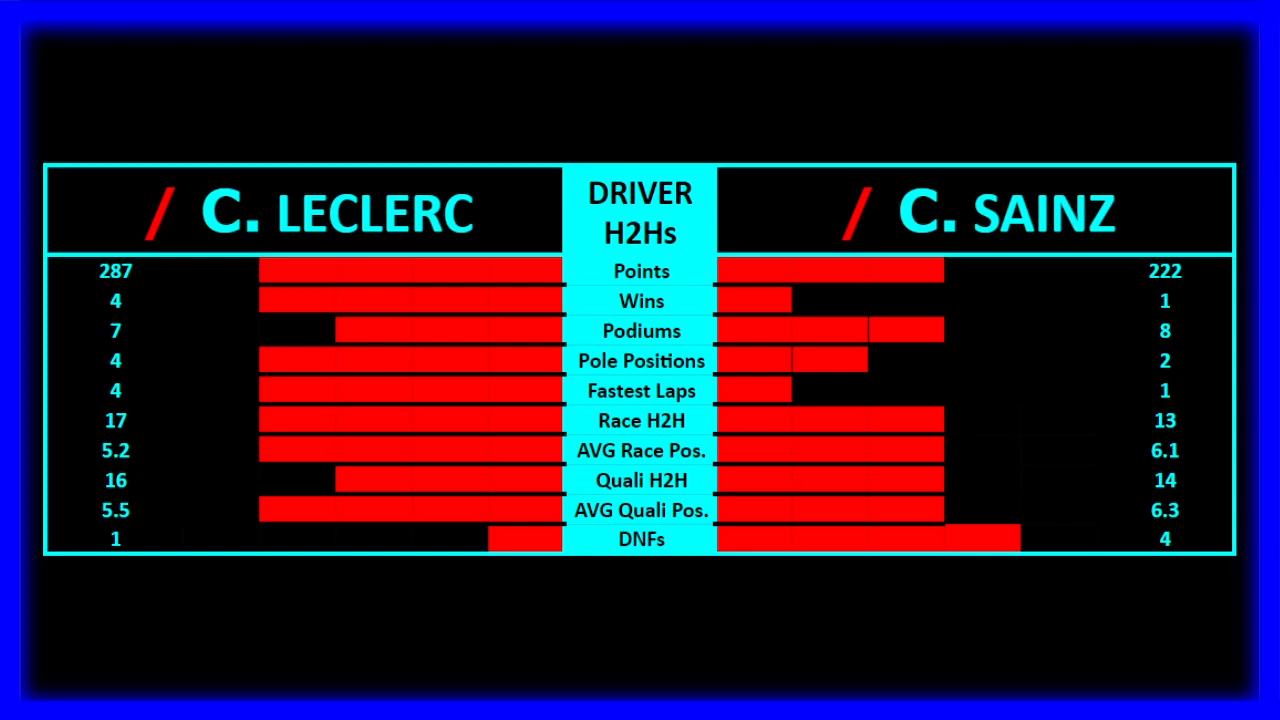 / C. LECLERC DRIVER H2Hs / C. SAINZ
287 Points 222
4 Wins 1
7 Podiums 8
4 Pole Positions 2
4 Fastest Laps 1
17 Race H2H 13
5.2 AVG Race Pos. 6.1
16 Quali H2H 14
5.5 AVG Quali Pos. 6.3
1 DNFs 4